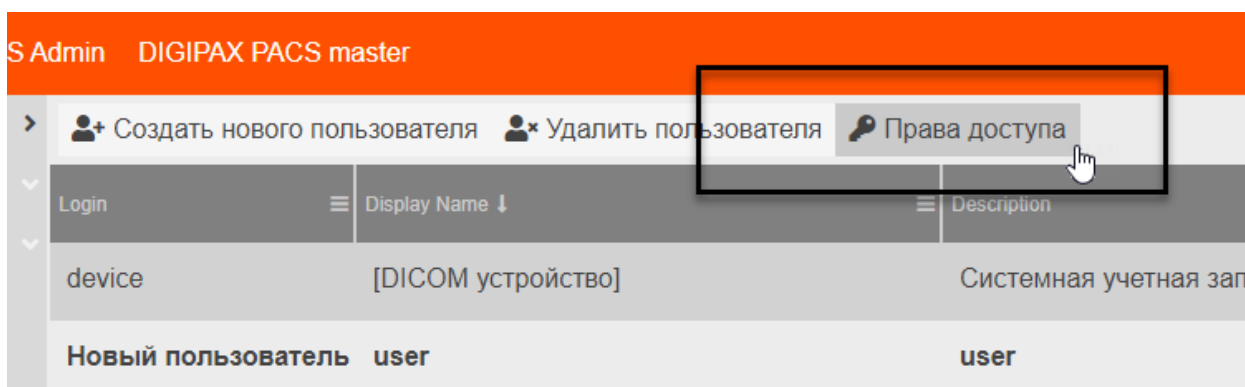 S Admin DIGIPAX PACS master
Создать нового пользователя Удалить пользователя Права доступа
Login Display Name Description
device [DICOM устройство] Системная учетная зап
Новый пользователь user user